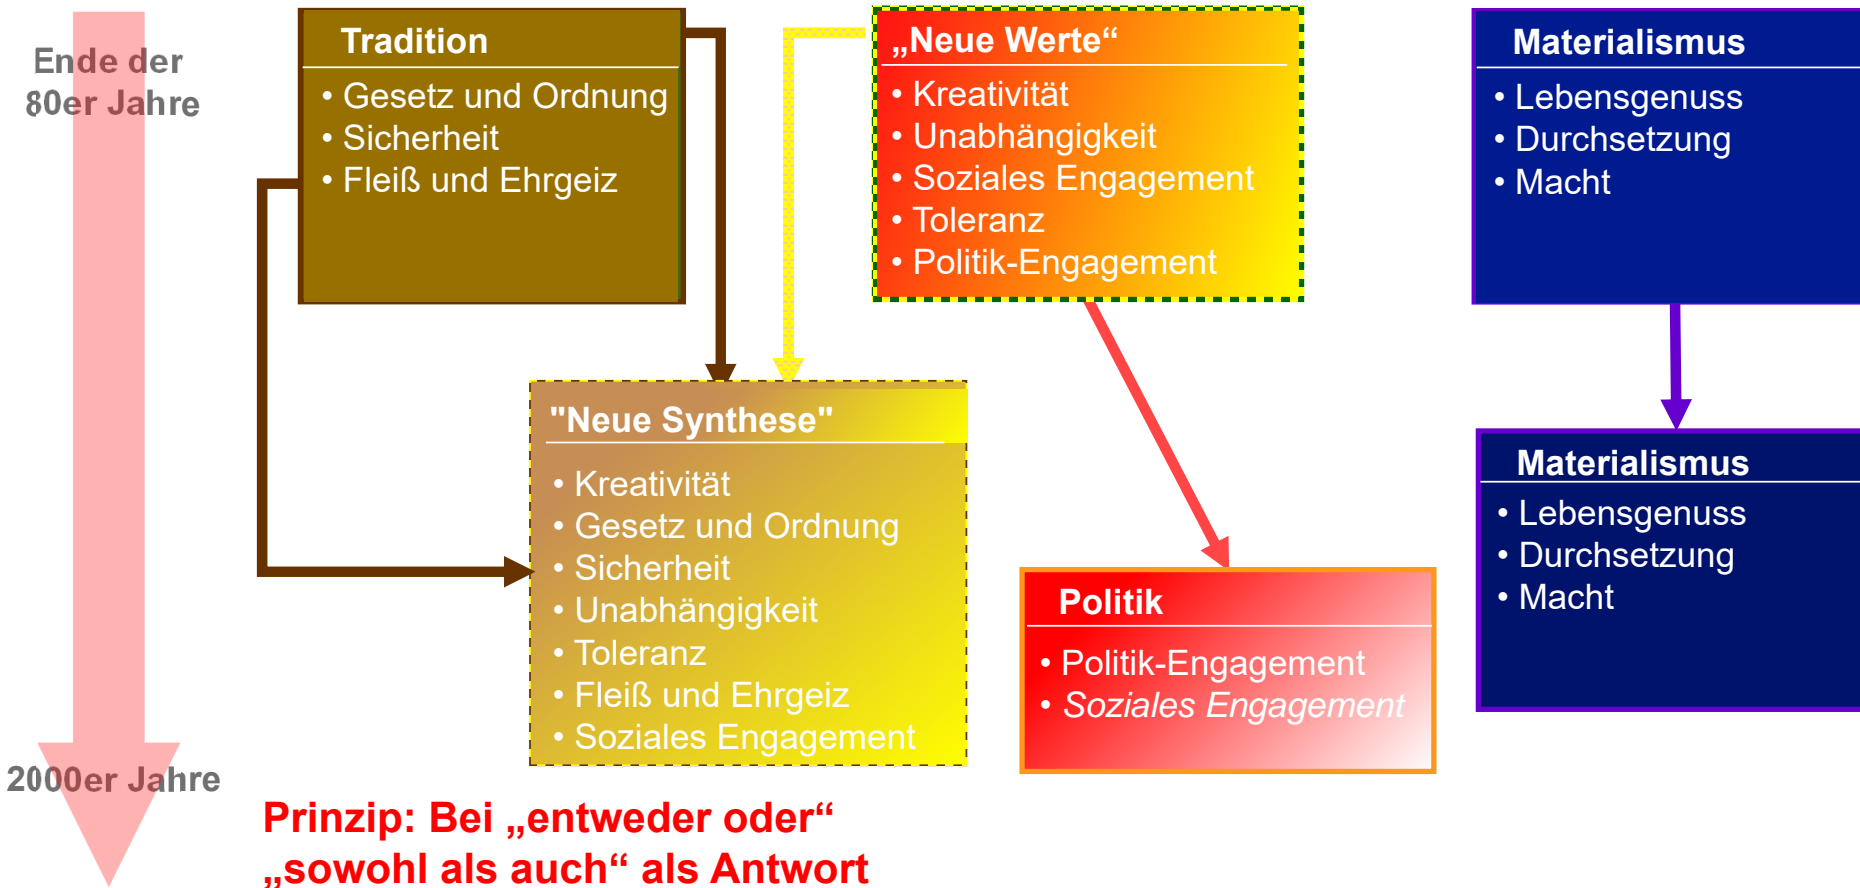 Ende der
80er Jahre
Tradition
• Gesetz und Ordnung
• Sicherheit
• Fleiß und Ehrgeiz
„Neue Werte“
• Kreativität
• Unabhängigkeit
• Soziales Engagement
• Toleranz
• Politik-Engagement
Materialismus
• Lebensgenuss
• Durchsetzung
• Macht
"Neue Synthese"
• Kreativität
• Gesetz und Ordnung
• Sicherheit
• Unabhängigkeit
• Toleranz
• Fleiß und Ehrgeiz
• Soziales Engagement
Politik
• Politik-Engagement
• Soziales Engagement
Materialismus
• Lebensgenuss
• Durchsetzung
• Macht
2000er Jahre
Prinzip: Bei „entweder oder“
„sowohl als auch“ als Antwort